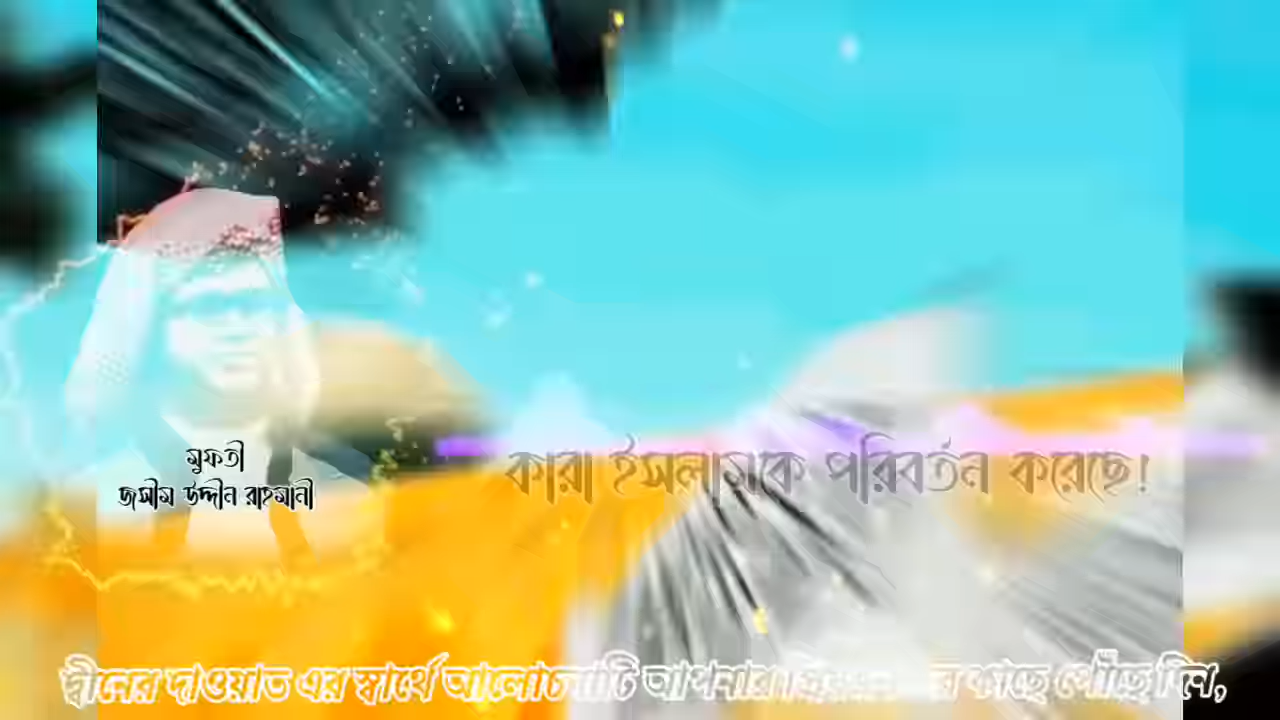 মুফতী
জসীম উদ্দীন রাহমানী
কারা ইসলামকে পরিবর্তন করেছে!
দ্বীনের দাওয়াত এর স্বার্থে আলোচনাটি আপনার কাছে পৌঁছে দিন,